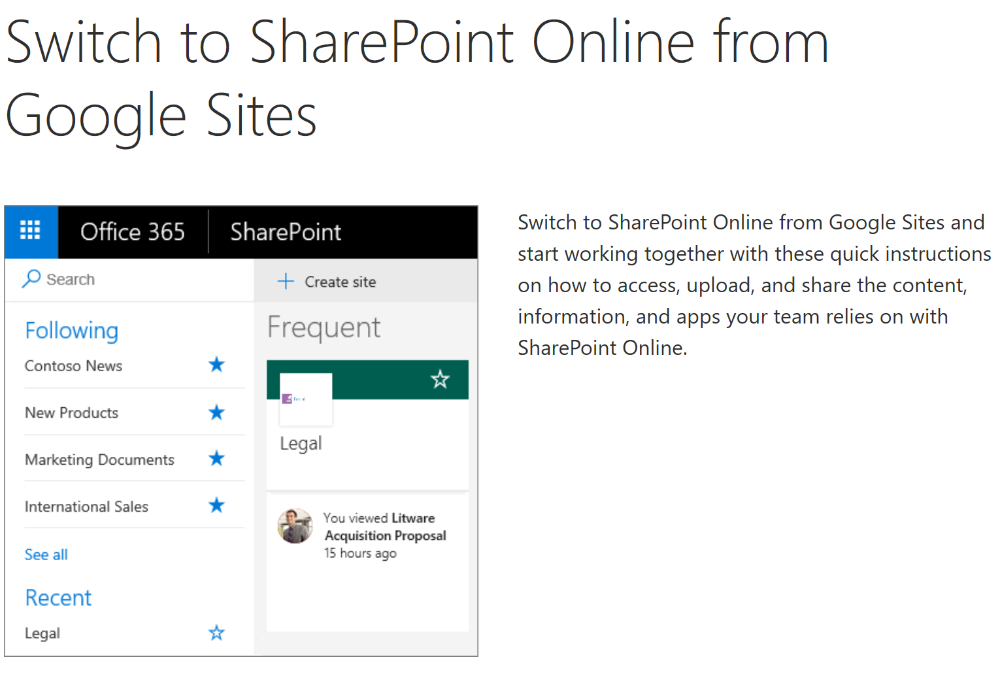 Switch to SharePoint Online from
Google Sites
Office 365
SharePoint
Search
Following
Contoso News
New Products
Marketing Documents
International Sales
See all
Recent
Legal
Create site
Frequent
Legal
You viewed Litware
Acquisition Proposal
15 hours ago
Switch to SharePoint Online from Google Sites and
start working together with these quick instructions
on how to access, upload, and share the content,
information, and apps your team relies on with
SharePoint Online.